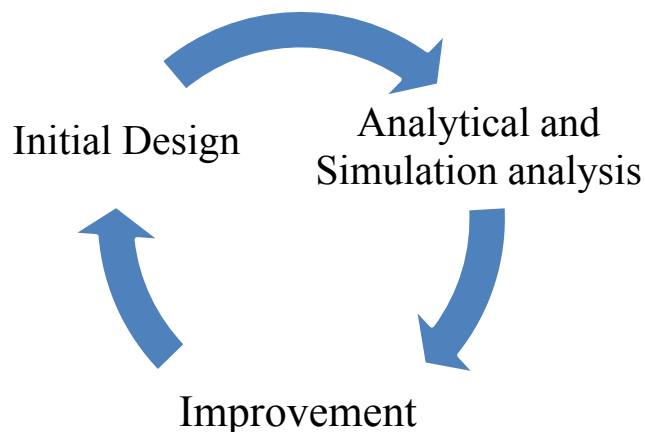 Initial Design
Analytical and
Simulation analysis
Improvement